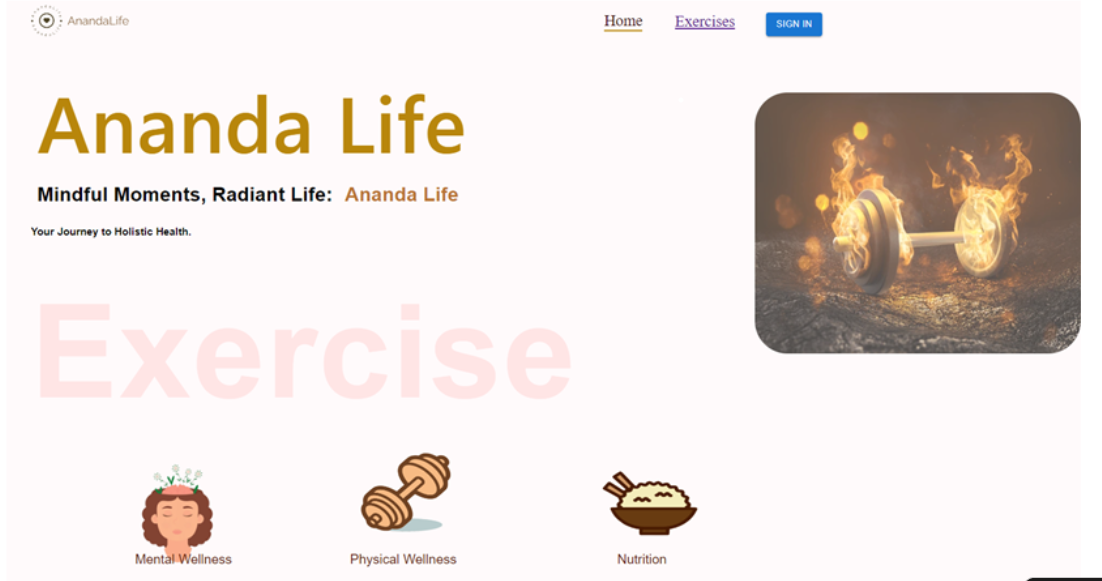 AnandaLife
Home Exercises SIGN IN
Ananda Life
Mindful Moments, Radiant Life: Ananda Life
Your Journey to Holistic Health.
Exercise
Mental Wellness Physical Wellness Nutrition